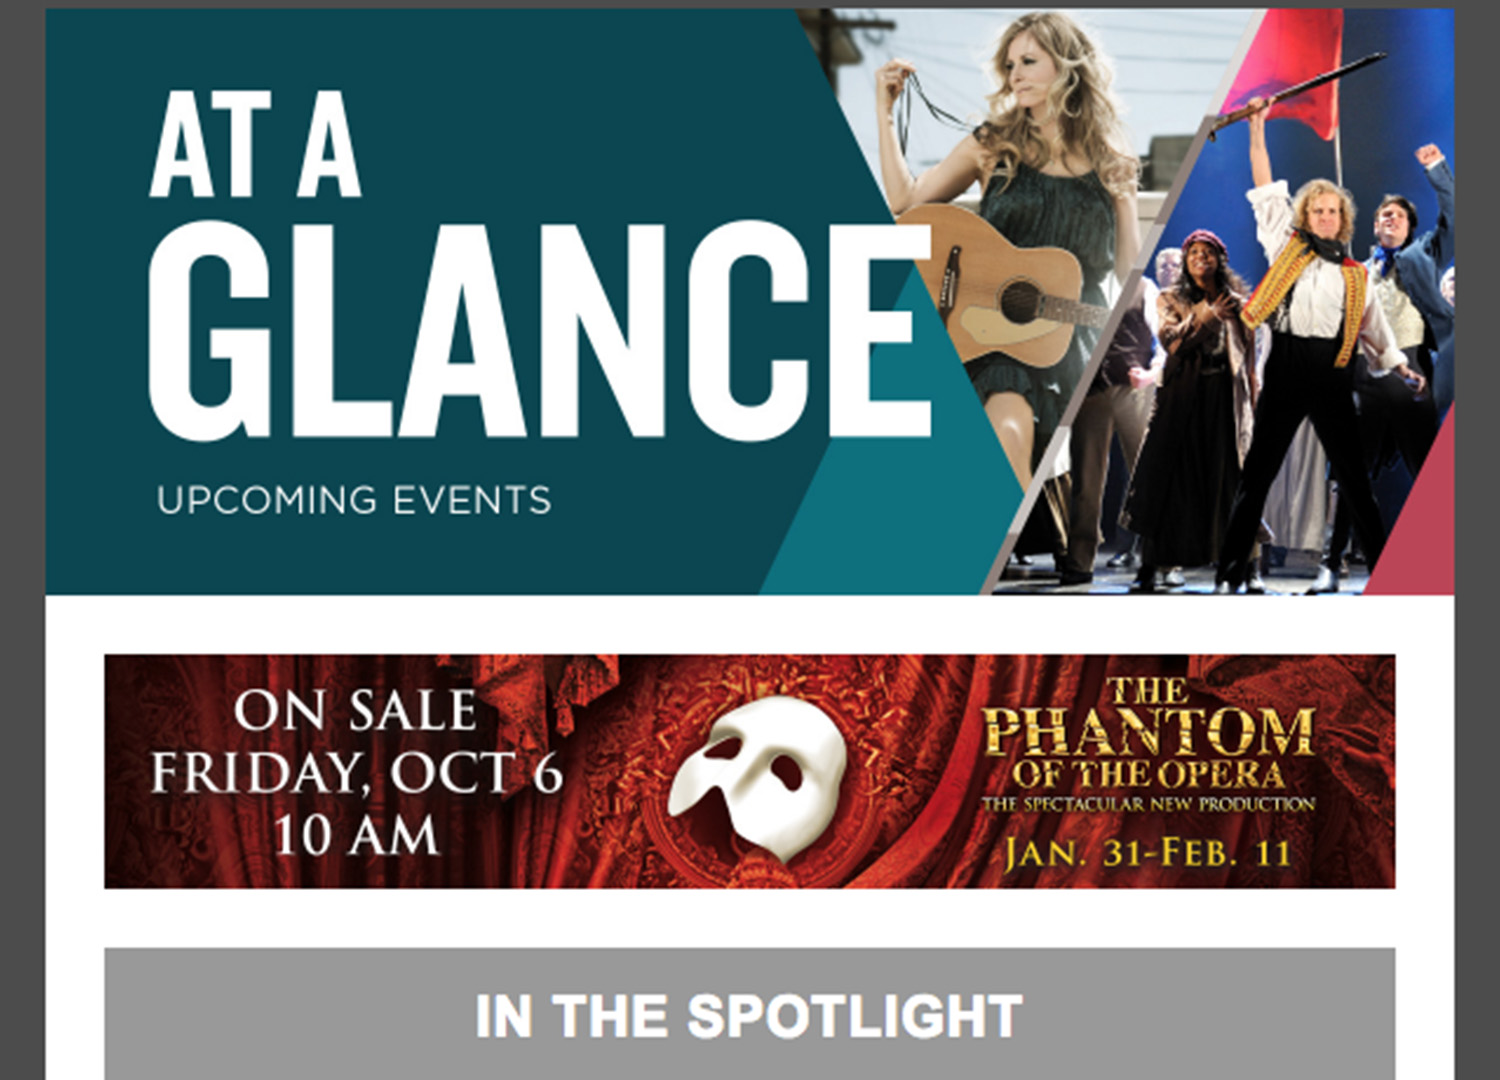 AT A
GLANCE
UPCOMING EVENTS
ON SALE
FRIDAY, OCT 6
10 AM
THE
PHANTOM
OF THE OPERA
THE SPECTACULAR NEW PRODUCTION
JAN. 31-FEB. 11
IN THE SPOTLIGHT